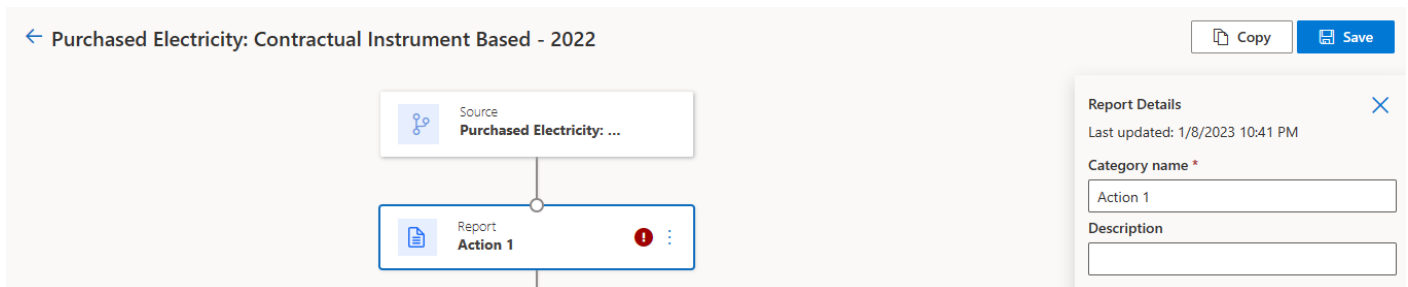 Purchased Electricity: Contractual Instrument Based - 2022
Copy
Save
Source
Purchased Electricity: ...
Report
Action 1
Report Details
Last updated: 1/8/2023 10:41 PM
Category name *
Action 1
Description